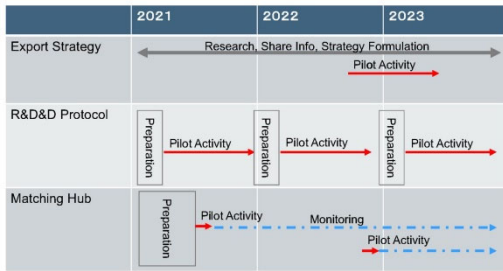 2021 2022 2023
Export Strategy
Research, Share Info, Strategy Formulation
Pilot Activity
R&D&D Protocol
Preparation Pilot Activity Preparation Pilot Activity Preparation Pilot Activity
Matching Hub
Preparation
Pilot Activity Monitoring
Pilot Activity